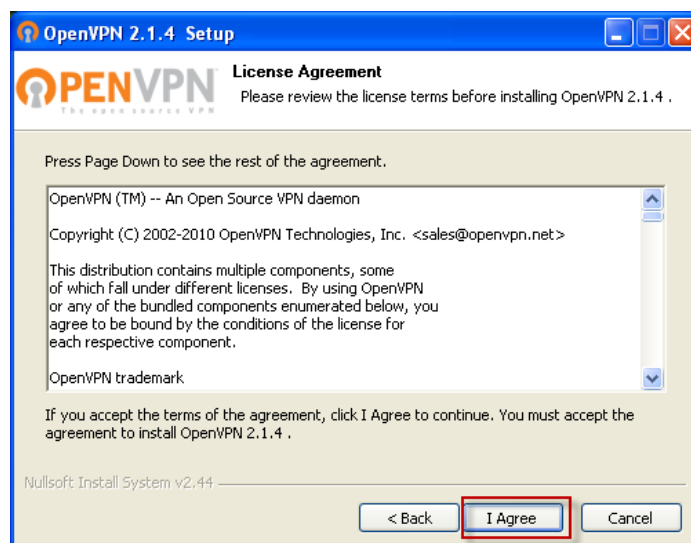 OpenVPN 2.1.4 Setup
OPENVPN
The open source VPN
License Agreement
Please review the license terms before installing OpenVPN 2.1.4 .
Press Page Down to see the rest of the agreement.
OpenVPN (TM) -- An Open Source VPN daemon
Copyright (C) 2002-2010 OpenVPN Technologies, Inc. <sales@openvpn.net>
This distribution contains multiple components, some
of which fall under different licenses. By using OpenVPN
or any of the bundled components enumerated below, you
agree to be bound by the conditions of the license for
each respective component.
OpenVPN trademark
If you accept the terms of the agreement, click I Agree to continue. You must accept the
agreement to install OpenVPN 2.1.4 .
Nullsoft Install System v2.44
< Back
I Agree
Cancel